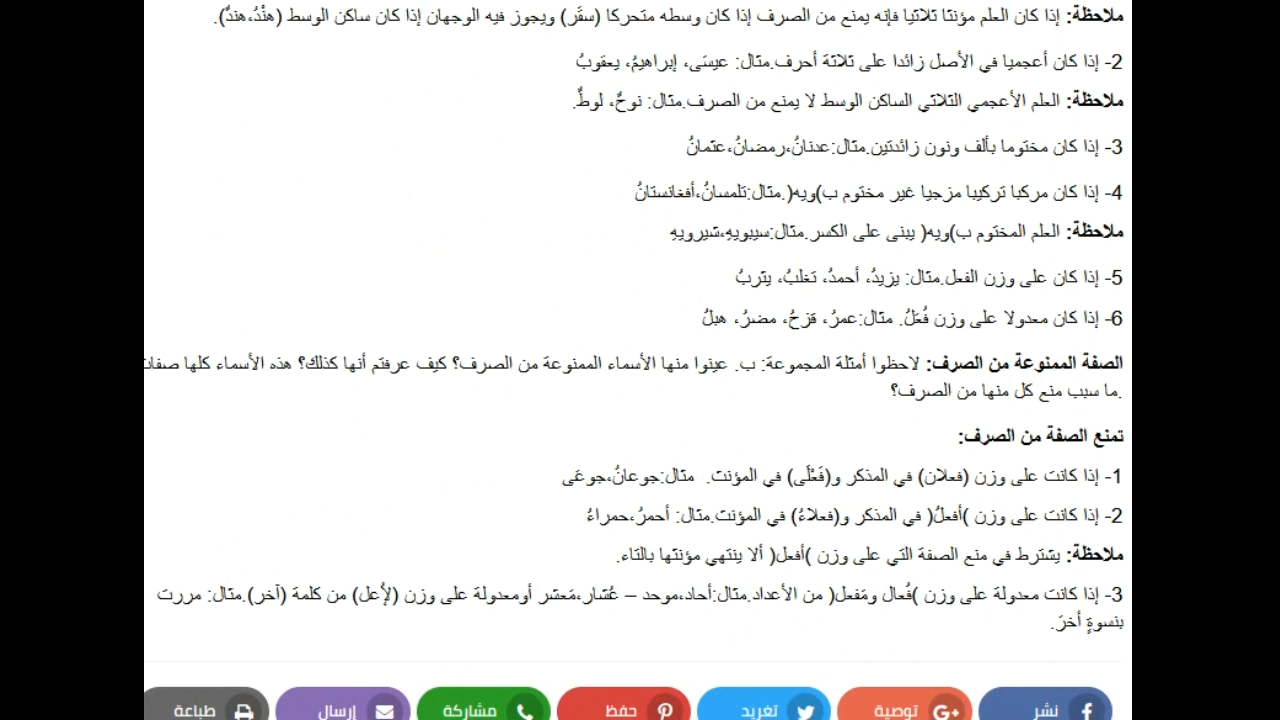 ملاحظة: إذا كان العلم مؤنثا ثلاثيا فإنه يمنع من الصرف إذا كان وسطه متحركا (سقَر) ويجوز فيه الوجهان إذا كان ساكن الوسط (هنْدُ،هندٌ).
2- إذا كان أعجميا في الأصل زائدا على ثلاثة أحرف.مثال: عيسَى، إبراهيمُ، يعقوبُ
ملاحظة: العلم الأعجمي الثلاثي الساكن الوسط لا يمنع من الصرف.مثال: نوحٌ، لوطٌ.
3- إذا كان مختوما بألف ونون زائدتين.مثال:عدنانُ،رمضانُ،عثمانُ
4- إذا كان مركبا تركيبا مزجيا غير مختوم ب)ويه(.مثال:تلمسانُ،أفغانستانُ
ملاحظة: العلم المختوم ب)ويه( يبنى على الكسر.مثال:سيبويهِ،شيرويهِ
5- إذا كان على وزن الفعل.مثال: يزيدُ، أحمدُ، تغلبُ، يثربُ
6- إذا كان معدولا على وزن فُعَلُ. مثال:عمرُ، قزحُ، مضرُ، هبلُ
الصفة الممنوعة من الصرف: لاحظوا أمثلة المجموعة: ب. عينوا منها الأسماء الممنوعة من الصرف؟ كيف عرفتم أنها كذلك؟ هذه الأسماء كلها صفات
.ما سبب منع كل منها من الصرف؟
تمنع الصفة من الصرف:
1- إذا كانت على وزن (فعلان) في المذكر و(فَعْلَى) في المؤنث. مثال:جوعانُ،جوعَى
2- إذا كانت على وزن )أفعلُ( في المذكر و(فعلاءُ) في المؤنث.مثال: أحمرُ،حمراءُ
ملاحظة: يشترط في منع الصفة التي على وزن )أفعل( ألا ينتهي مؤنثها بالتاء.
3- إذا كانت معدولة على وزن )فُعال ومَفعل( من الأعداد.مثال:أحاد،موحد – عُشار،مَعشر أومعدولة على وزن (لأُعل) من كلمة (آخر).مثال: مررت
بنسوةٍ أخرَ.
نشر
توصية
تغريد
حفظ
مشاركة
إرسال
طباعة